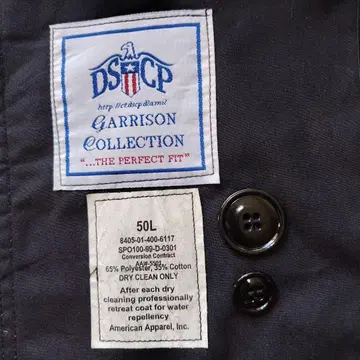 DSCP
http://ct.dscp.dla.mil
GARRISON
COLLECTION
"...THE PERFECT FIT"
50L
8405-01-400-6117
SPO100-99-D-0301
Conversion Contract
65% Polyester, 35% Cotton
DRY CLEAN ONLY
After each dry
cleaning professionally
retreat coat for water
repellency
American Apparel, Inc.